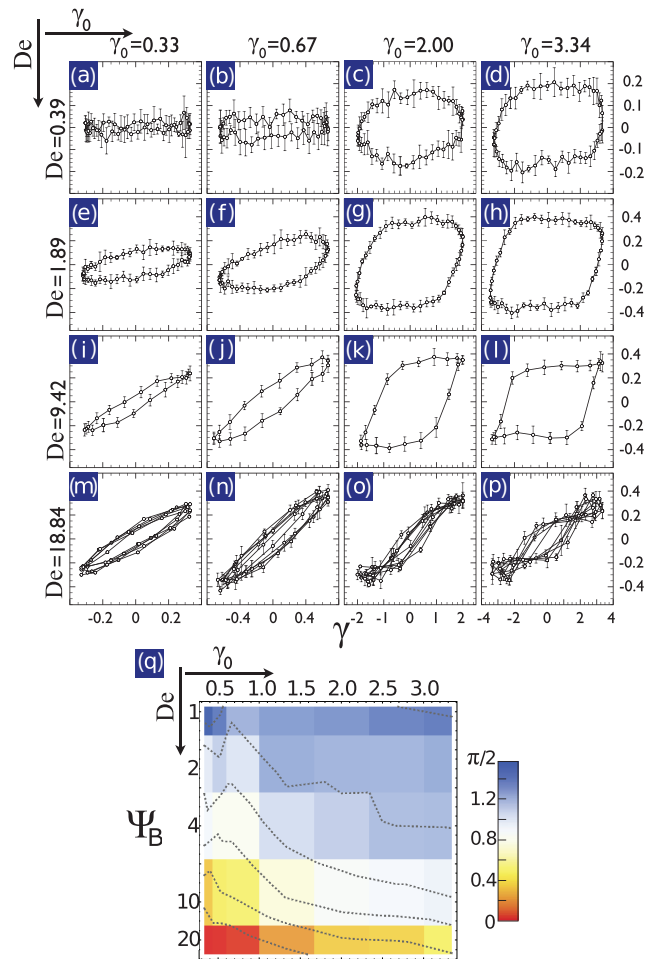 γ0
De
γ0=0.33 γ0=0.67 γ0=2.00 γ0=3.34
(a) (b) (c) (d)
De=0.39
0.2
0.1
0
-0.1
-0.2
(e) (f) (g) (h)
De=1.89
0.4
0.2
0
-0.2
-0.4
(i) (j) (k) (l)
De=9.42
0.4
0.2
0
-0.2
-0.4
(m) (n) (o) (p)
De=18.84
0.4
0.2
0
-0.2
-0.4
-0.2 0 0.2 -0.4 0 0.4 -2 -1 0 1 2 -4 -2 0 2 4
γ
(q)
γ0
De
0.5 1.0 1.5 2.0 2.5 3.0
1
2
4
10
20
ΨB
π/2
1.2
0.8
0.4
0